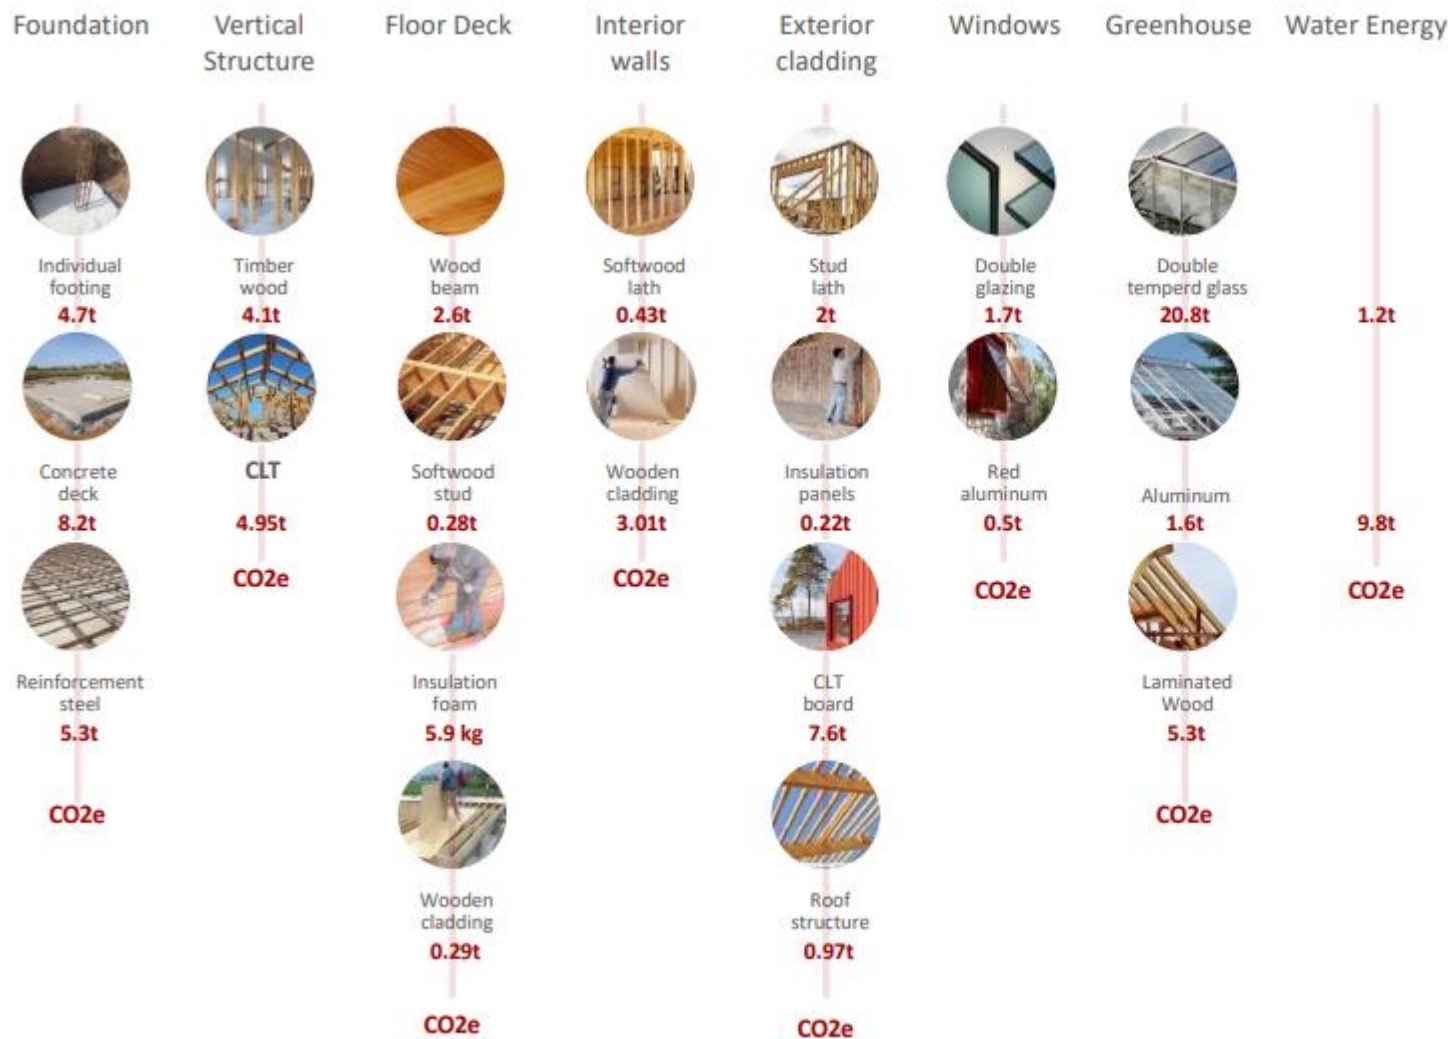 Foundation
Vertical
Structure
Floor Deck
Interior
walls
Exterior
cladding
Windows
Greenhouse
Water Energy
Individual
footing
4.7t
Timber
wood
4.1t
Wood
beam
2.6t
Softwood
lath
0.43t
Stud
lath
2t
Double
glazing
1.7t
Double
temperd glass
20.8t
1.2t
Concrete
deck
8.2t
CLT
4.95t
Softwood
stud
0.28t
Wooden
cladding
3.01t
Insulation
panels
0.22t
Red
aluminum
0.5t
Aluminum
1.6t
9.8t
CO2e
CO2e
CO2e
CO2e
Reinforcement
steel
5.3t
Insulation
foam
5.9 kg
CLT
board
7.6t
Laminated
Wood
5.3t
CO2e
CO2e
Wooden
cladding
0.29t
Roof
structure
0.97t
CO2e
CO2e